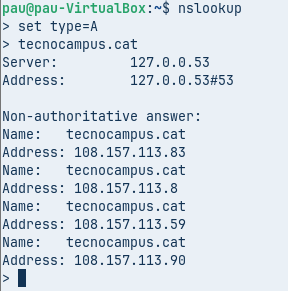 pau@pau-VirtualBox:~$ nslookup
> set type=A
> tecnocampus.cat
Server:         127.0.0.53
Address:        127.0.0.53#53

Non-authoritative answer:
Name:   tecnocampus.cat
Address: 108.157.113.83
Name:   tecnocampus.cat
Address: 108.157.113.8
Name:   tecnocampus.cat
Address: 108.157.113.59
Name:   tecnocampus.cat
Address: 108.157.113.90
>